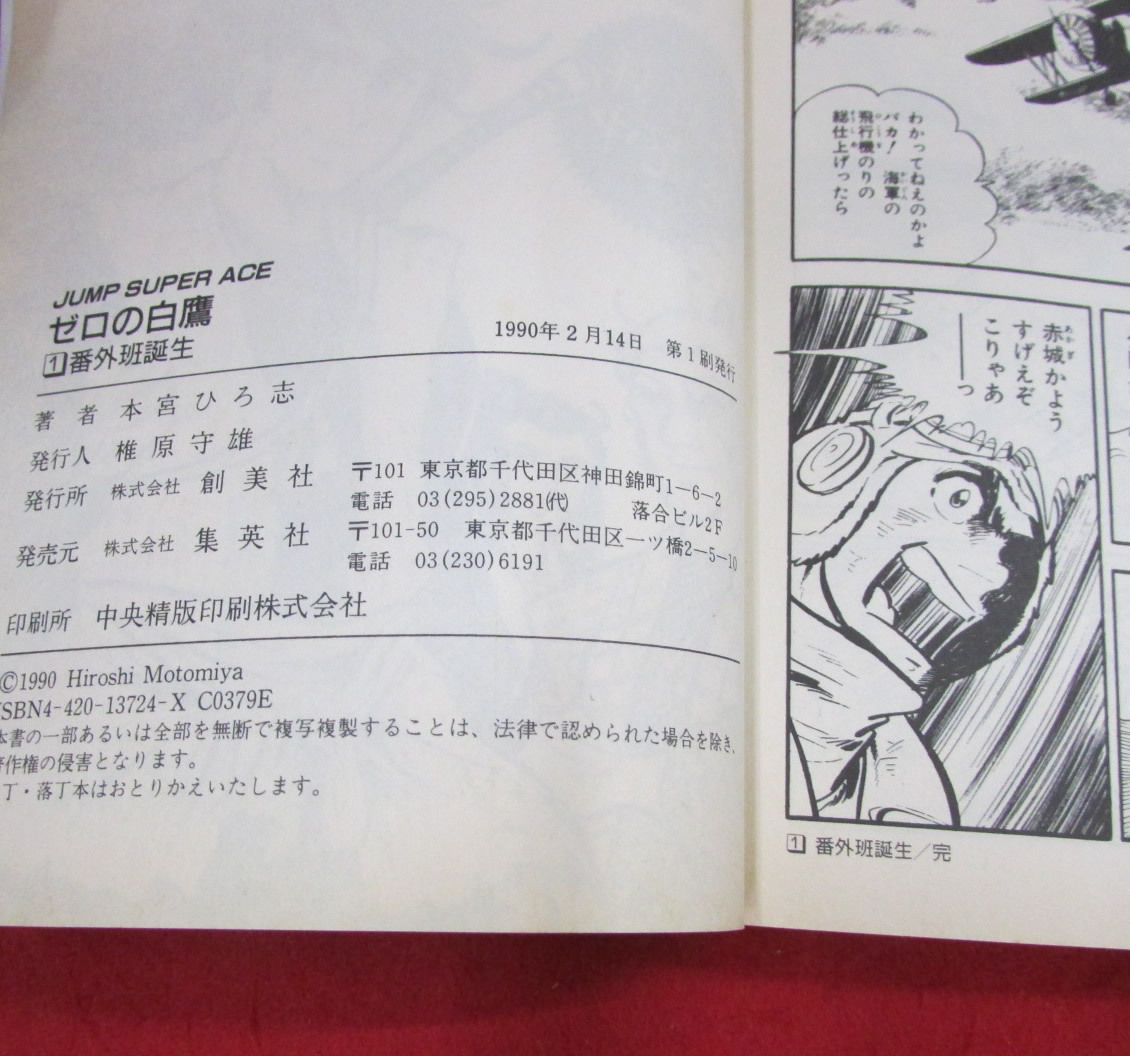 JUMP SUPER ACE
ゼロの白鷹
1番外班誕生
1990年2月14日 第1刷発行
著者 本宮ひろ志
発行人 椎原守雄
発行所 株式会社 創美社 〒101 東京都千代田区神田錦町1―6―2
落合ビル2F
電話 03(295)2881(代)
発売元 株式会社 集英社 〒101-50 東京都千代田区一ツ橋2―5―10
電話 03(230)6191
印刷所 中央精版印刷株式会社
©1990 Hiroshi Motomiya
ISBN4-420-13724-X C0379E
本書の一部あるいは全部を無断で複写複製することは、法律で認められた場合を除き、
著作権の侵害となります。
丁・落丁本はおとりかえいたします。
わかってねえのかよ
バカ! 海軍の
飛行機のりの
総仕上げったら
赤城かよう
すげえぞ
こりゃあ
――っ
1 番外班誕生/完